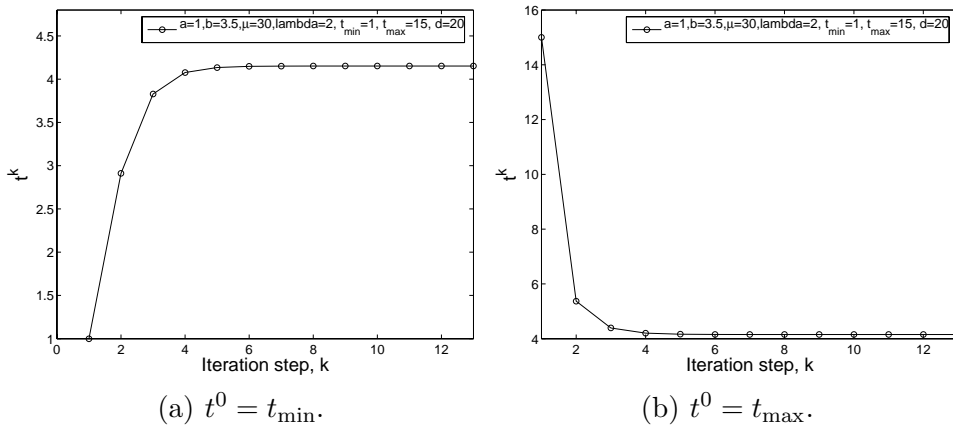 a=1,b=3.5,μ=30,lambda=2, t_min=1, t_max=15, d=20
4.5
4
3.5
3
2.5
2
1.5
1
t^k
0 2 4 6 8 10 12
Iteration step, k
(a) t^0 = t_min.
a=1,b=3.5,μ=30,lambda=2, t_min=1, t_max=15, d=20
16
14
12
10
8
6
4
t^k
2 4 6 8 10 12
Iteration step, k
(b) t^0 = t_max.